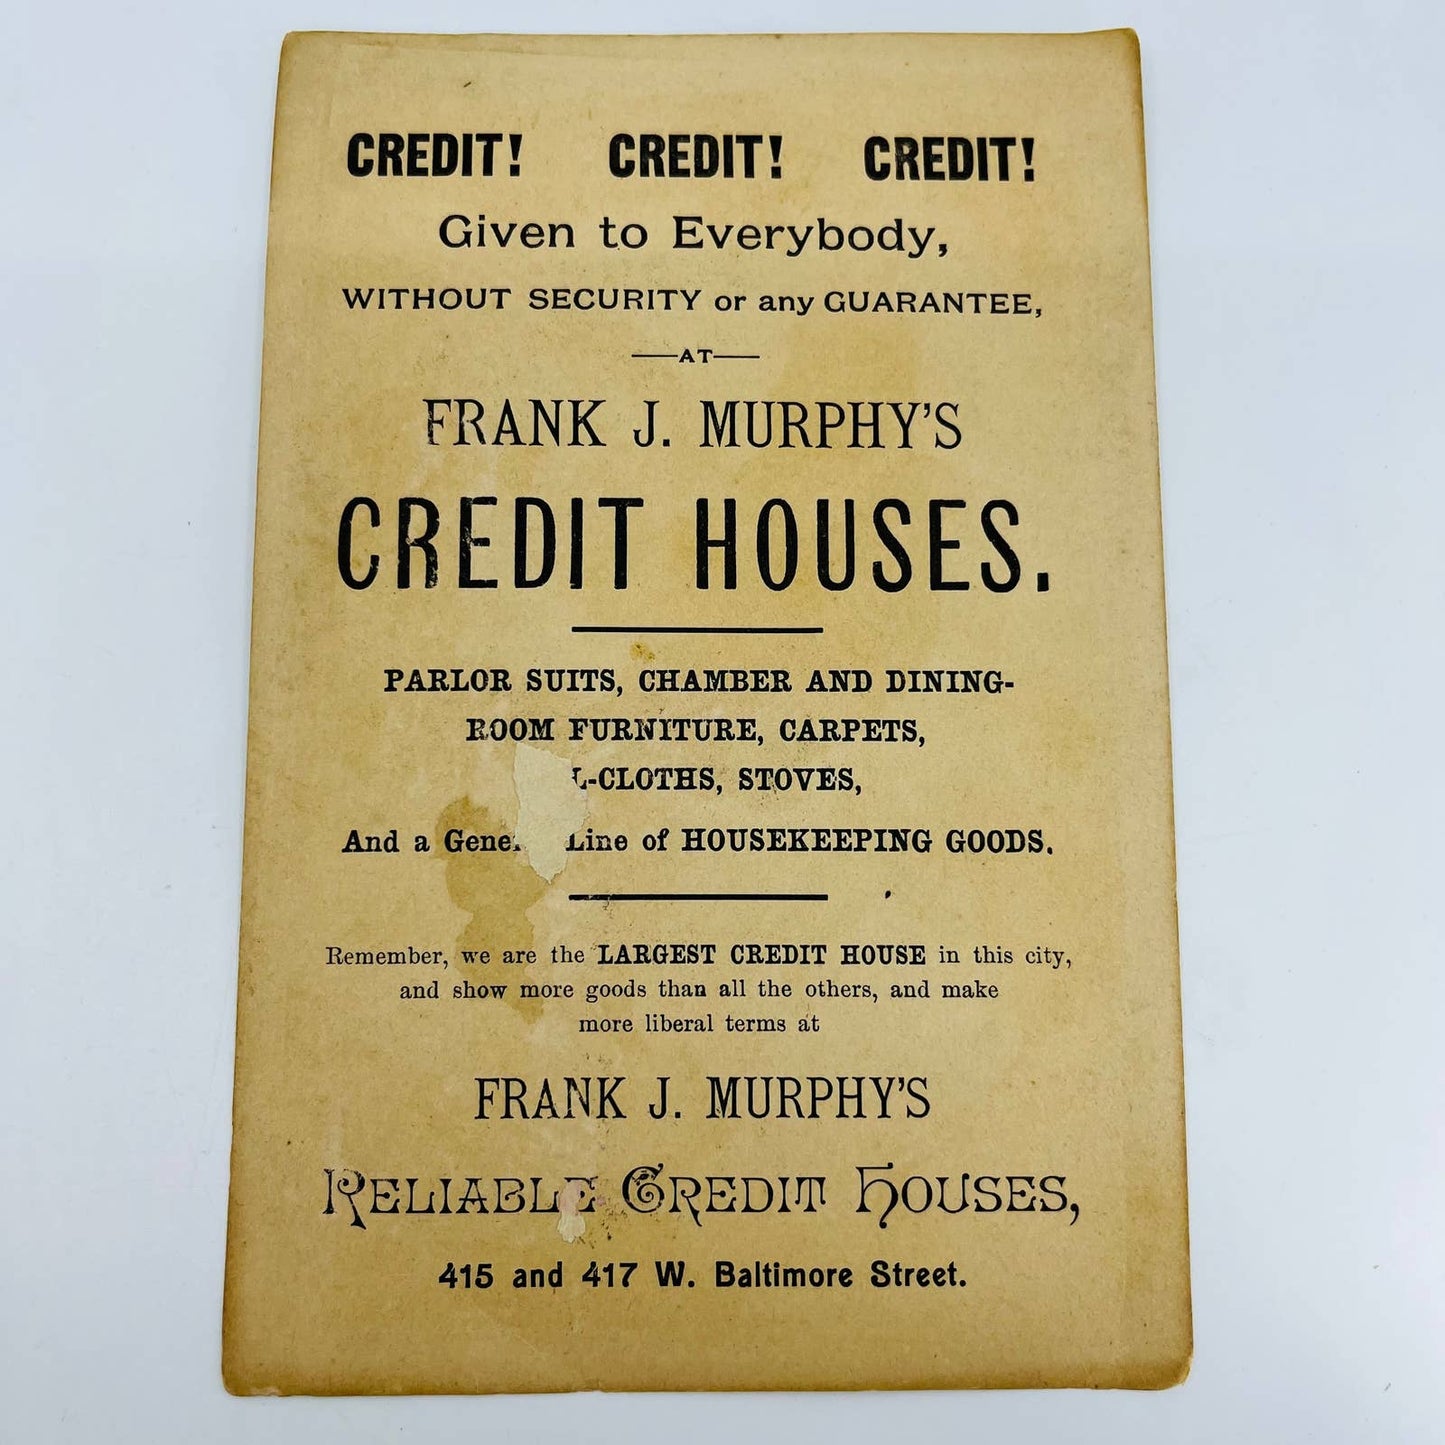 CREDIT! CREDIT! CREDIT!
Given to Everybody,
WITHOUT SECURITY or any GUARANTEE,
—AT—
FRANK J. MURPHY'S
CREDIT HOUSES.
PARLOR SUITS, CHAMBER AND DINING-
ROOM FURNITURE, CARPETS,
L-CLOTHS, STOVES,
And a Gene Line of HOUSEKEEPING GOODS.
Remember, we are the LARGEST CREDIT HOUSE in this city,
and show more goods than all the others, and make
more liberal terms at
FRANK J. MURPHY'S
RELIABLE CREDIT HOUSES,
415 and 417 W. Baltimore Street.